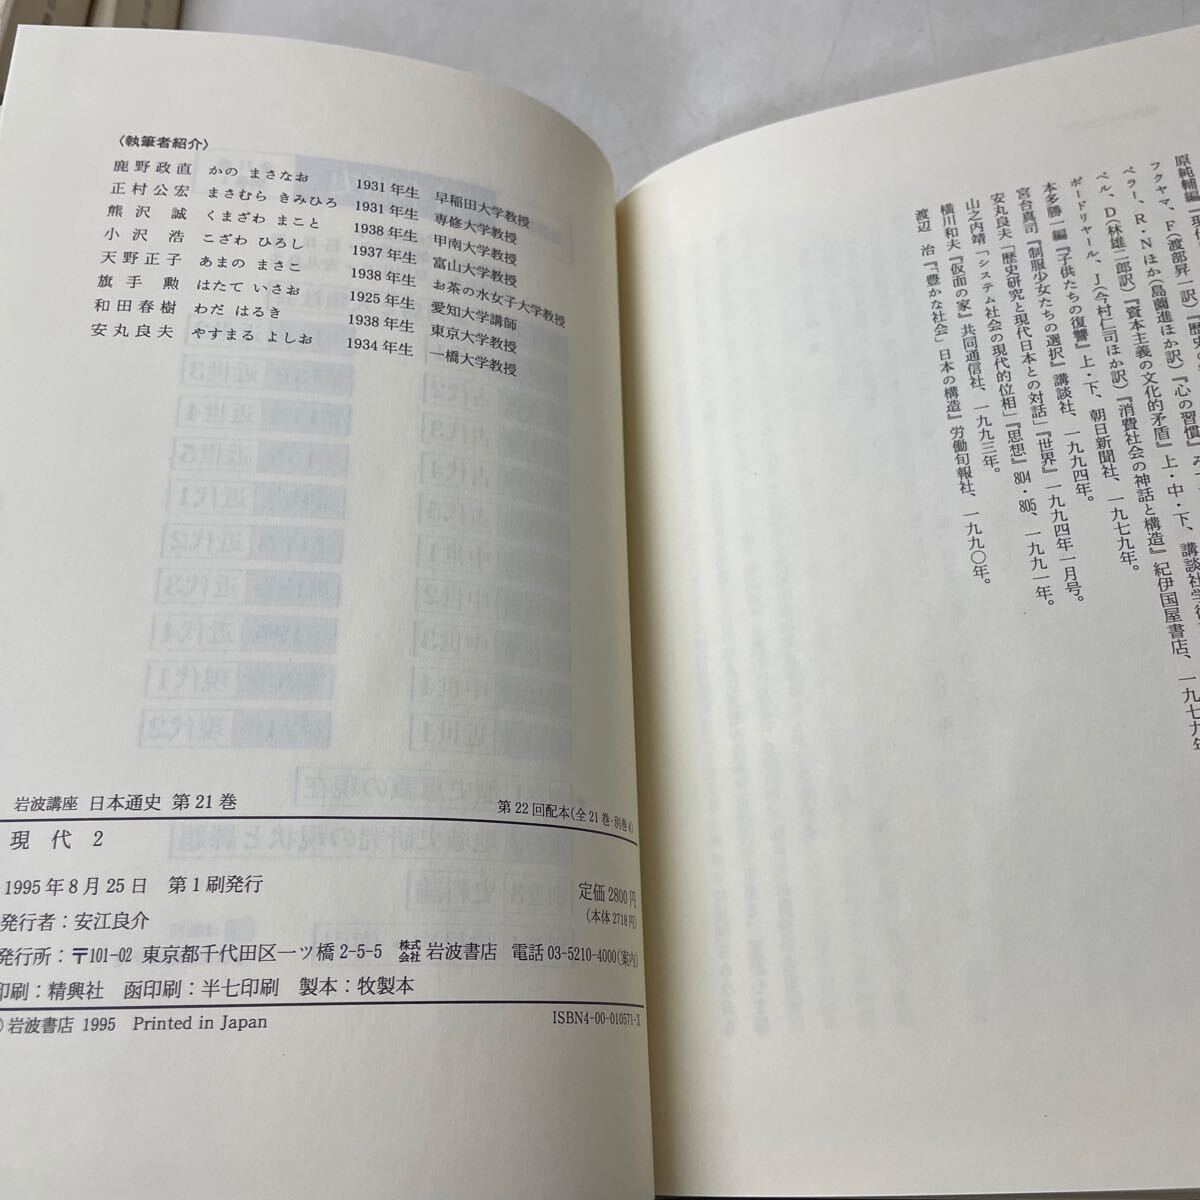 〈執筆者紹介〉
鹿野政直 かの まさなお 1931年生 早稲田大学教授
正村公宏 まさむら きみひろ 1931年生 専修大学教授
熊沢 誠 くまざわ まこと 1938年生 甲南大学教授
小沢 浩 こざわ ひろし 1937年生 富山大学教授
天野正子 あまの まさこ 1938年生 お茶の水女子大学教授
旗手 勲 はたて いさお 1925年生 愛知大学講師
和田春樹 わだ はるき 1938年生 東京大学教授
安丸良夫 やすまる よしお 1934年生 一橋大学教授
岩波講座 日本通史 第21巻 第22回配本(全21巻・別巻4)
現代 2
1995年8月25日 第1刷発行
定価2800円
(本体2718円)
発行者:安江良介
発行所:〒101-02 東京都千代田区一ツ橋2-5-5 株式会社 岩波書店 電話03-5210-4000(案内)
印刷:精興社 函印刷:半七印刷 製本:牧製本
© 岩波書店 1995 Printed in Japan ISBN4-00-010571-X
原純輔編『現代
フクヤマ、F(渡部昇一訳)『歴史の
ベラー、R・Nほか(島薗進ほか訳)『心の習慣』み
ベル、D(林雄二郎訳)『資本主義の文化的矛盾』上・中・下、講談社学術
ボードリヤール、J(今村仁司ほか訳)『消費社会の神話と構造』紀伊国屋書店、一九七九年
本多勝一編『子供たちの復讐』上・下、朝日新聞社、一九七九年。
宮台真司『制服少女たちの選択』講談社、一九九四年。
安丸良夫「歴史研究と現代日本との対話」『世界』一九九四年一月号。
山之内靖「システム社会の現代的位相」『思想』804・805、一九九一年。
横川和夫『仮面の家』共同通信社、一九九三年。
渡辺 治『「豊かな社会」日本の構造』労働旬報社、一九九〇年。